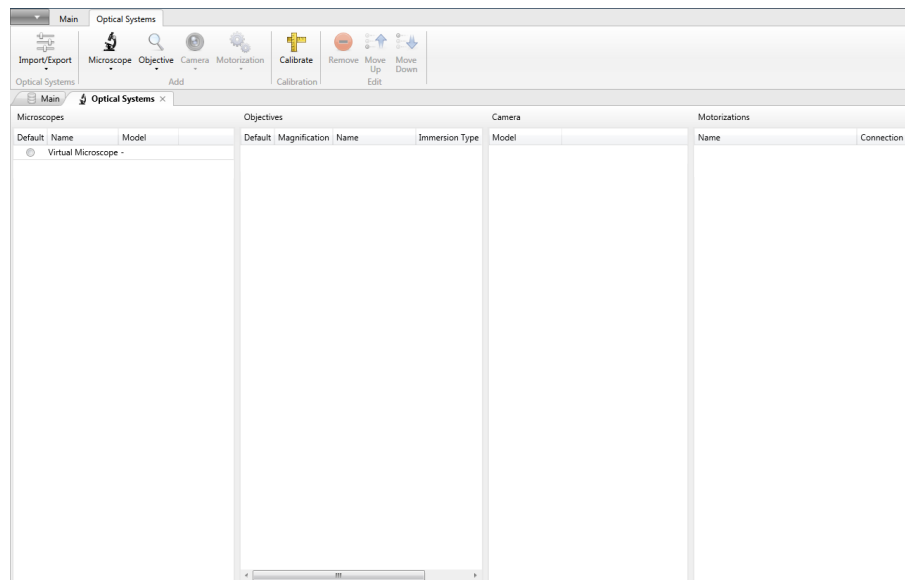 Main Optical Systems
Import/Export Microscope Objective Camera Motorization Calibrate Remove Move Up Move Down
Optical Systems Add Calibration Edit
Main Optical Systems ×
Microscopes Objectives Camera Motorizations
Default Name Model Default Magnification Name Immersion Type Model Name Connection
Virtual Microscope -